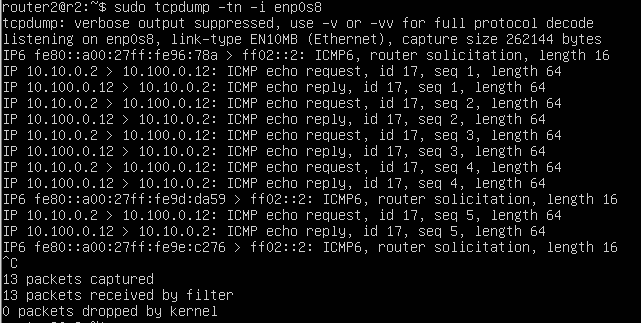 router2@r2:~$ sudo tcpdump -tn -i enp0s8
tcpdump: verbose output suppressed, use -v or -vv for full protocol decode
listening on enp0s8, link-type EN10MB (Ethernet), capture size 262144 bytes
IP6 fe80::a00:27ff:fe96:78a > ff02::2: ICMP6, router solicitation, length 16
IP 10.10.0.2 > 10.100.0.12: ICMP echo request, id 17, seq 1, length 64
IP 10.100.0.12 > 10.10.0.2: ICMP echo reply, id 17, seq 1, length 64
IP 10.10.0.2 > 10.100.0.12: ICMP echo request, id 17, seq 2, length 64
IP 10.100.0.12 > 10.10.0.2: ICMP echo reply, id 17, seq 2, length 64
IP 10.10.0.2 > 10.100.0.12: ICMP echo request, id 17, seq 3, length 64
IP 10.100.0.12 > 10.10.0.2: ICMP echo reply, id 17, seq 3, length 64
IP 10.10.0.2 > 10.100.0.12: ICMP echo request, id 17, seq 4, length 64
IP 10.100.0.12 > 10.10.0.2: ICMP echo reply, id 17, seq 4, length 64
IP6 fe80::a00:27ff:fe9d:da59 > ff02::2: ICMP6, router solicitation, length 16
IP 10.10.0.2 > 10.100.0.12: ICMP echo request, id 17, seq 5, length 64
IP 10.100.0.12 > 10.10.0.2: ICMP echo reply, id 17, seq 5, length 64
IP6 fe80::a00:27ff:fe9e:c276 > ff02::2: ICMP6, router solicitation, length 16
^C
13 packets captured
13 packets received by filter
0 packets dropped by kernel